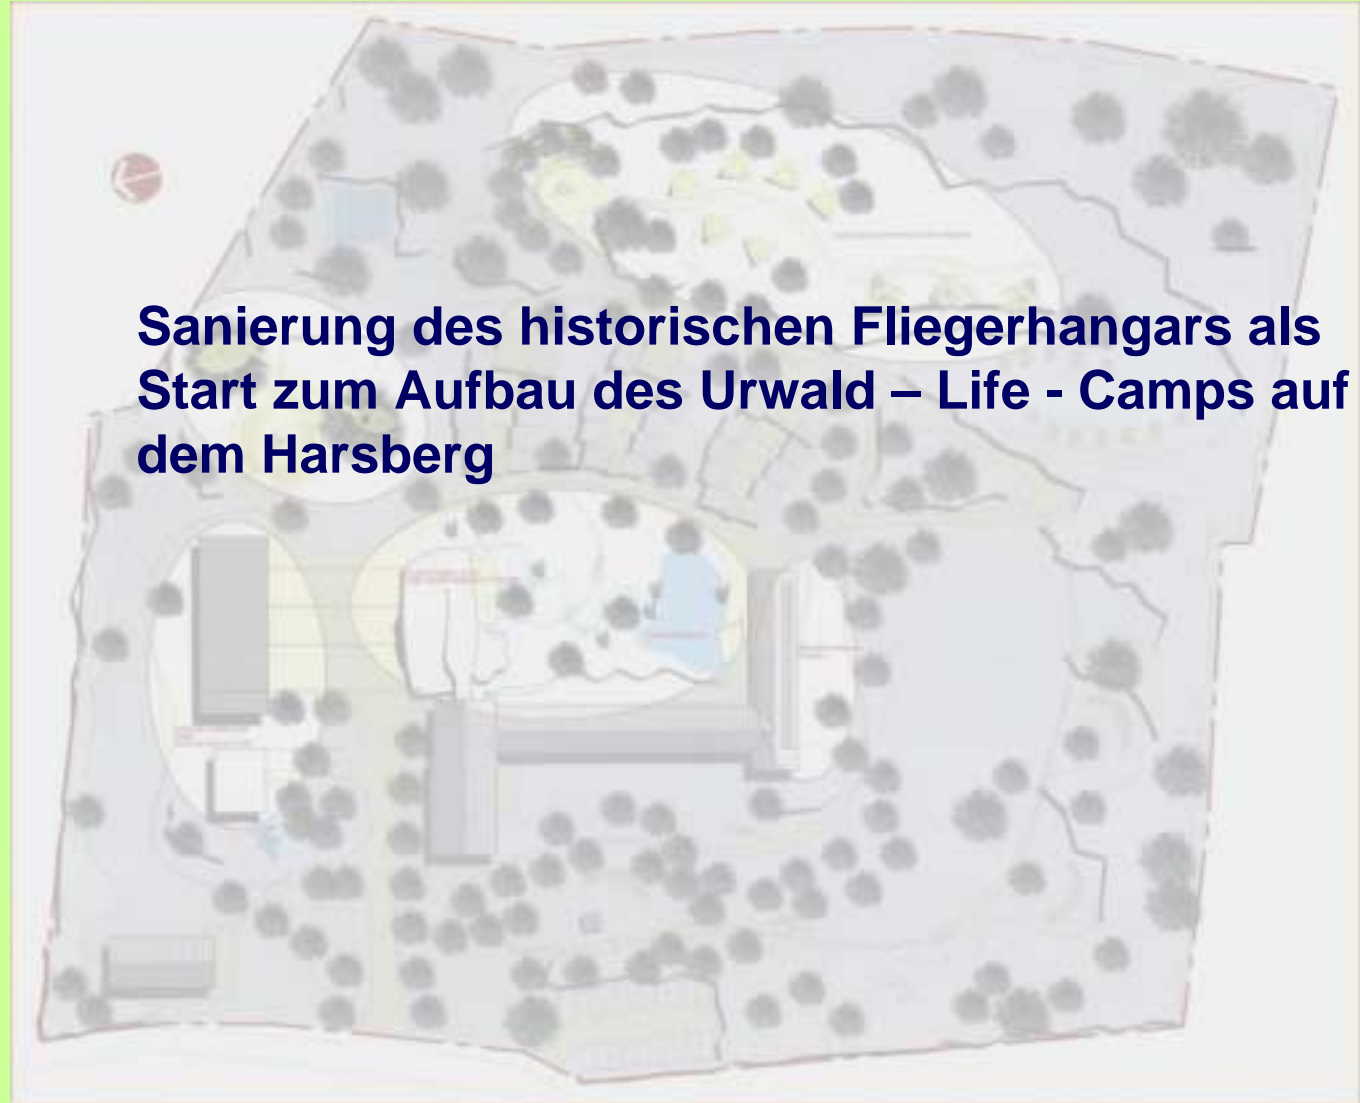 Sanierung des historischen Fliegerhangars als
Start zum Aufbau des Urwald – Life - Camps auf
dem Harsberg